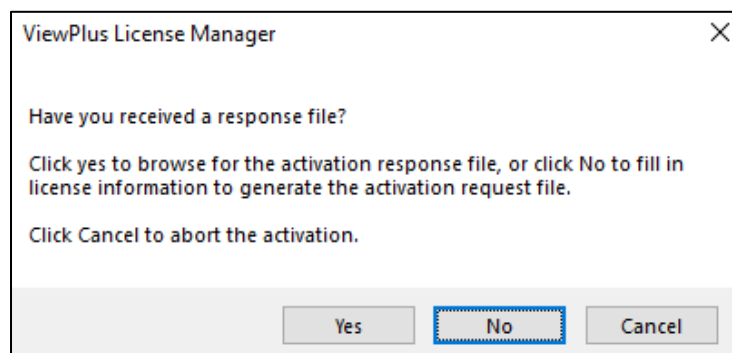 ViewPlus License Manager
Have you received a response file?
Click yes to browse for the activation response file, or click No to fill in
license information to generate the activation request file.
Click Cancel to abort the activation.
Yes No Cancel